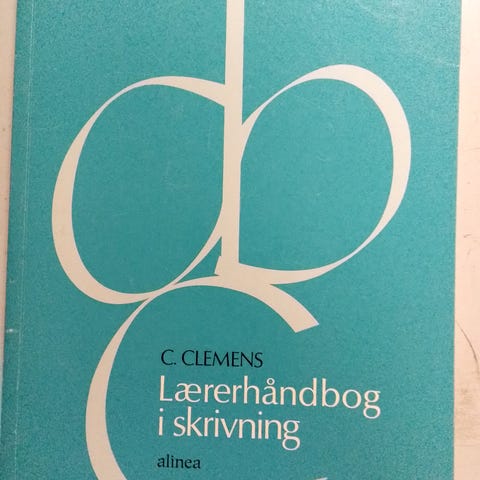 C. CLEMENS
Lærerhåndbog
i skrivning
alinea